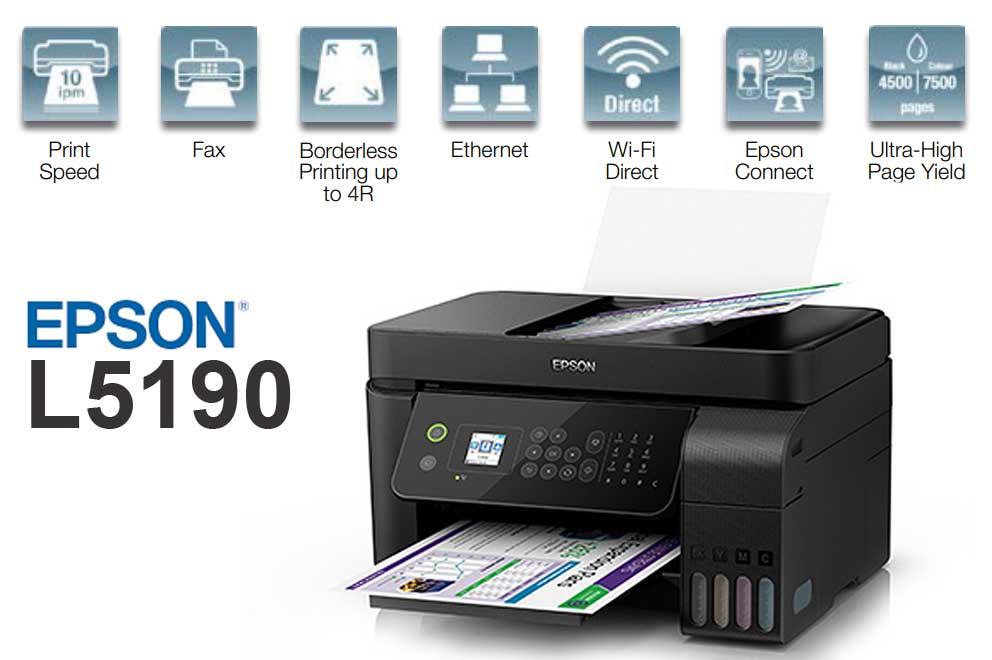 10
ipm
Direct
Black Colour
4500 | 7500
pages
Print
Speed
Fax
Borderless
Printing up
to 4R
Ethernet
Wi-Fi
Direct
Epson
Connect
Ultra-High
Page Yield
EPSON®
L5190
EPSON
BK Y M C